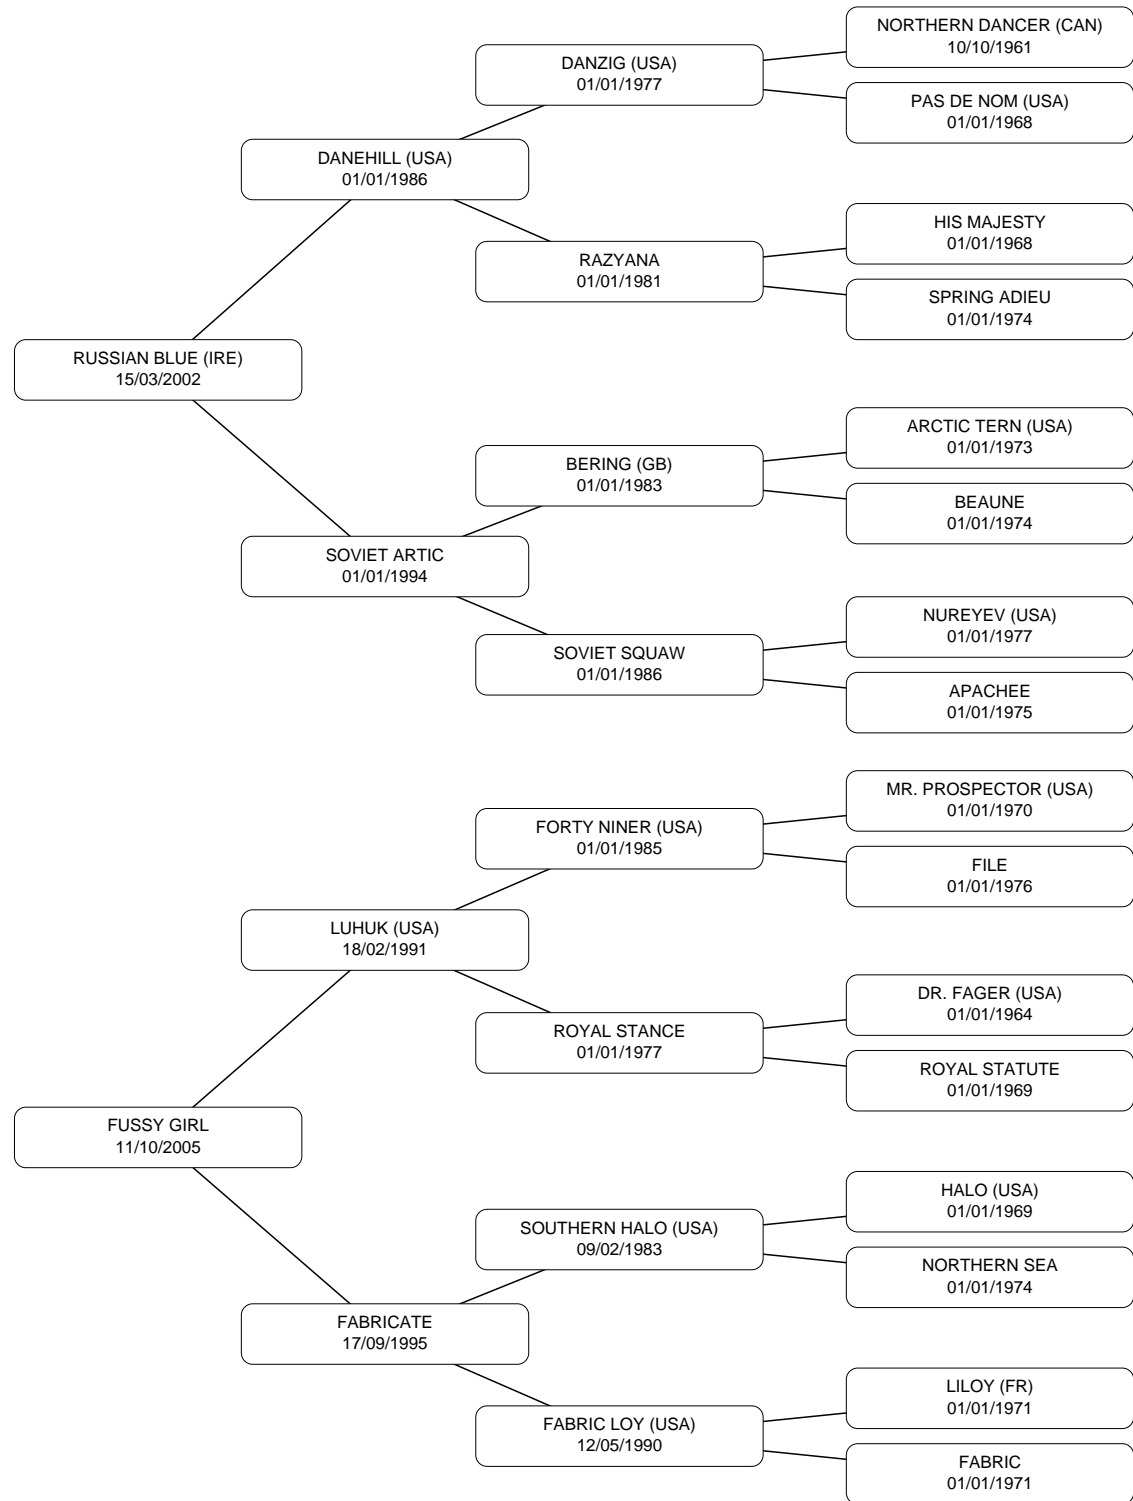 NORTHERN DANCER (CAN)
10/10/1961
DANZIG (USA)
01/01/1977
PAS DE NOM (USA)
01/01/1968
DANEHILL (USA)
01/01/1986
HIS MAJESTY
01/01/1968
RAZYANA
01/01/1981
SPRING ADIEU
01/01/1974
RUSSIAN BLUE (IRE)
15/03/2002
ARCTIC TERN (USA)
01/01/1973
BERING (GB)
01/01/1983
BEAUNE
01/01/1974
SOVIET ARTIC
01/01/1994
NUREYEV (USA)
01/01/1977
SOVIET SQUAW
01/01/1986
APACHEE
01/01/1975
MR. PROSPECTOR (USA)
01/01/1970
FORTY NINER (USA)
01/01/1985
FILE
01/01/1976
LUHUK (USA)
18/02/1991
DR. FAGER (USA)
01/01/1964
ROYAL STANCE
01/01/1977
ROYAL STATUTE
01/01/1969
FUSSY GIRL
11/10/2005
HALO (USA)
01/01/1969
SOUTHERN HALO (USA)
09/02/1983
NORTHERN SEA
01/01/1974
FABRICATE
17/09/1995
LILOY (FR)
01/01/1971
FABRIC LOY (USA)
12/05/1990
FABRIC
01/01/1971